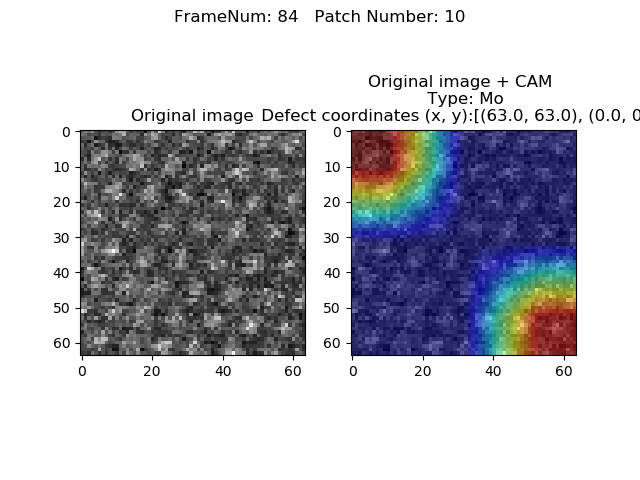 FrameNum: 84   Patch Number: 10
Original image + CAM
Type: Mo
Original image Defect coordinates (x, y):[(63.0, 63.0), (0.0, 0
0
10
20
30
40
50
60
0 20 40 60
0
10
20
30
40
50
60
0 20 40 60